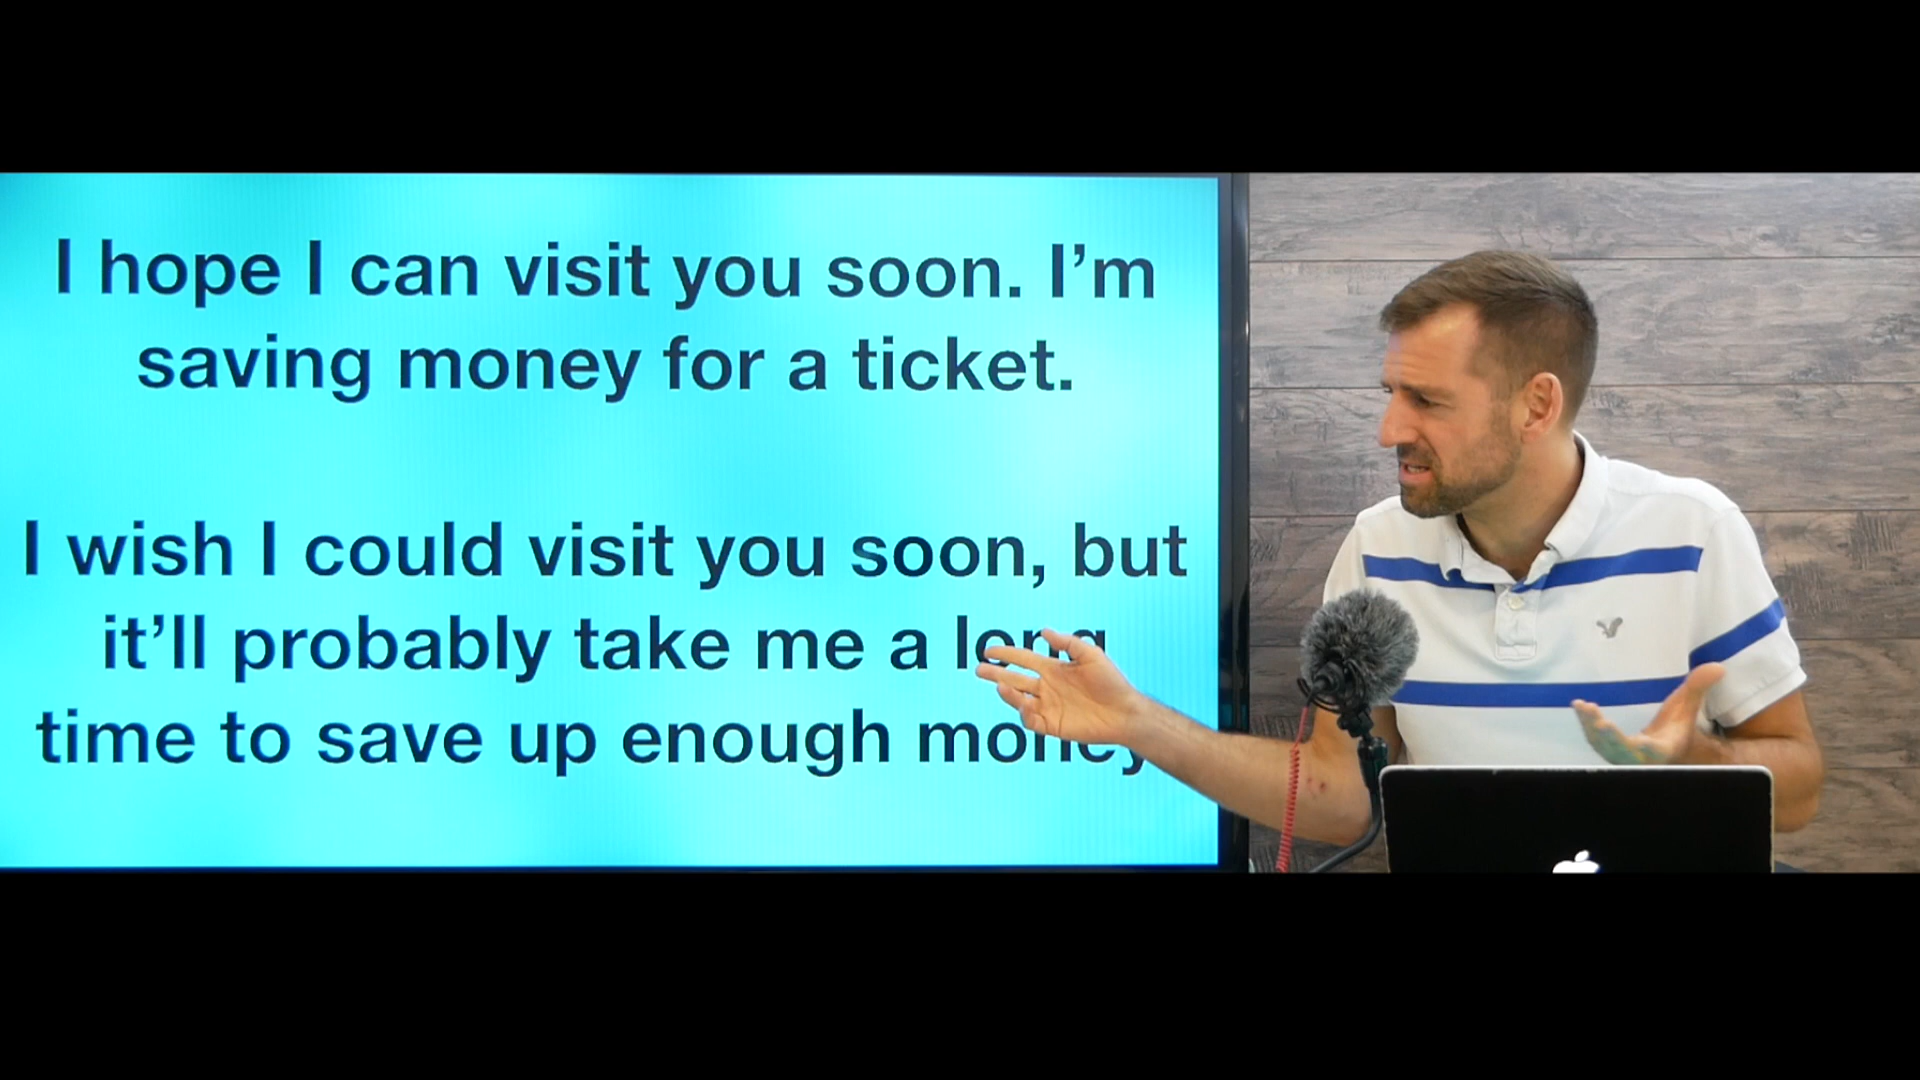 I hope I can visit you soon. I’m
saving money for a ticket.
I wish I could visit you soon, but
it’ll probably take me a long
time to save up enough money